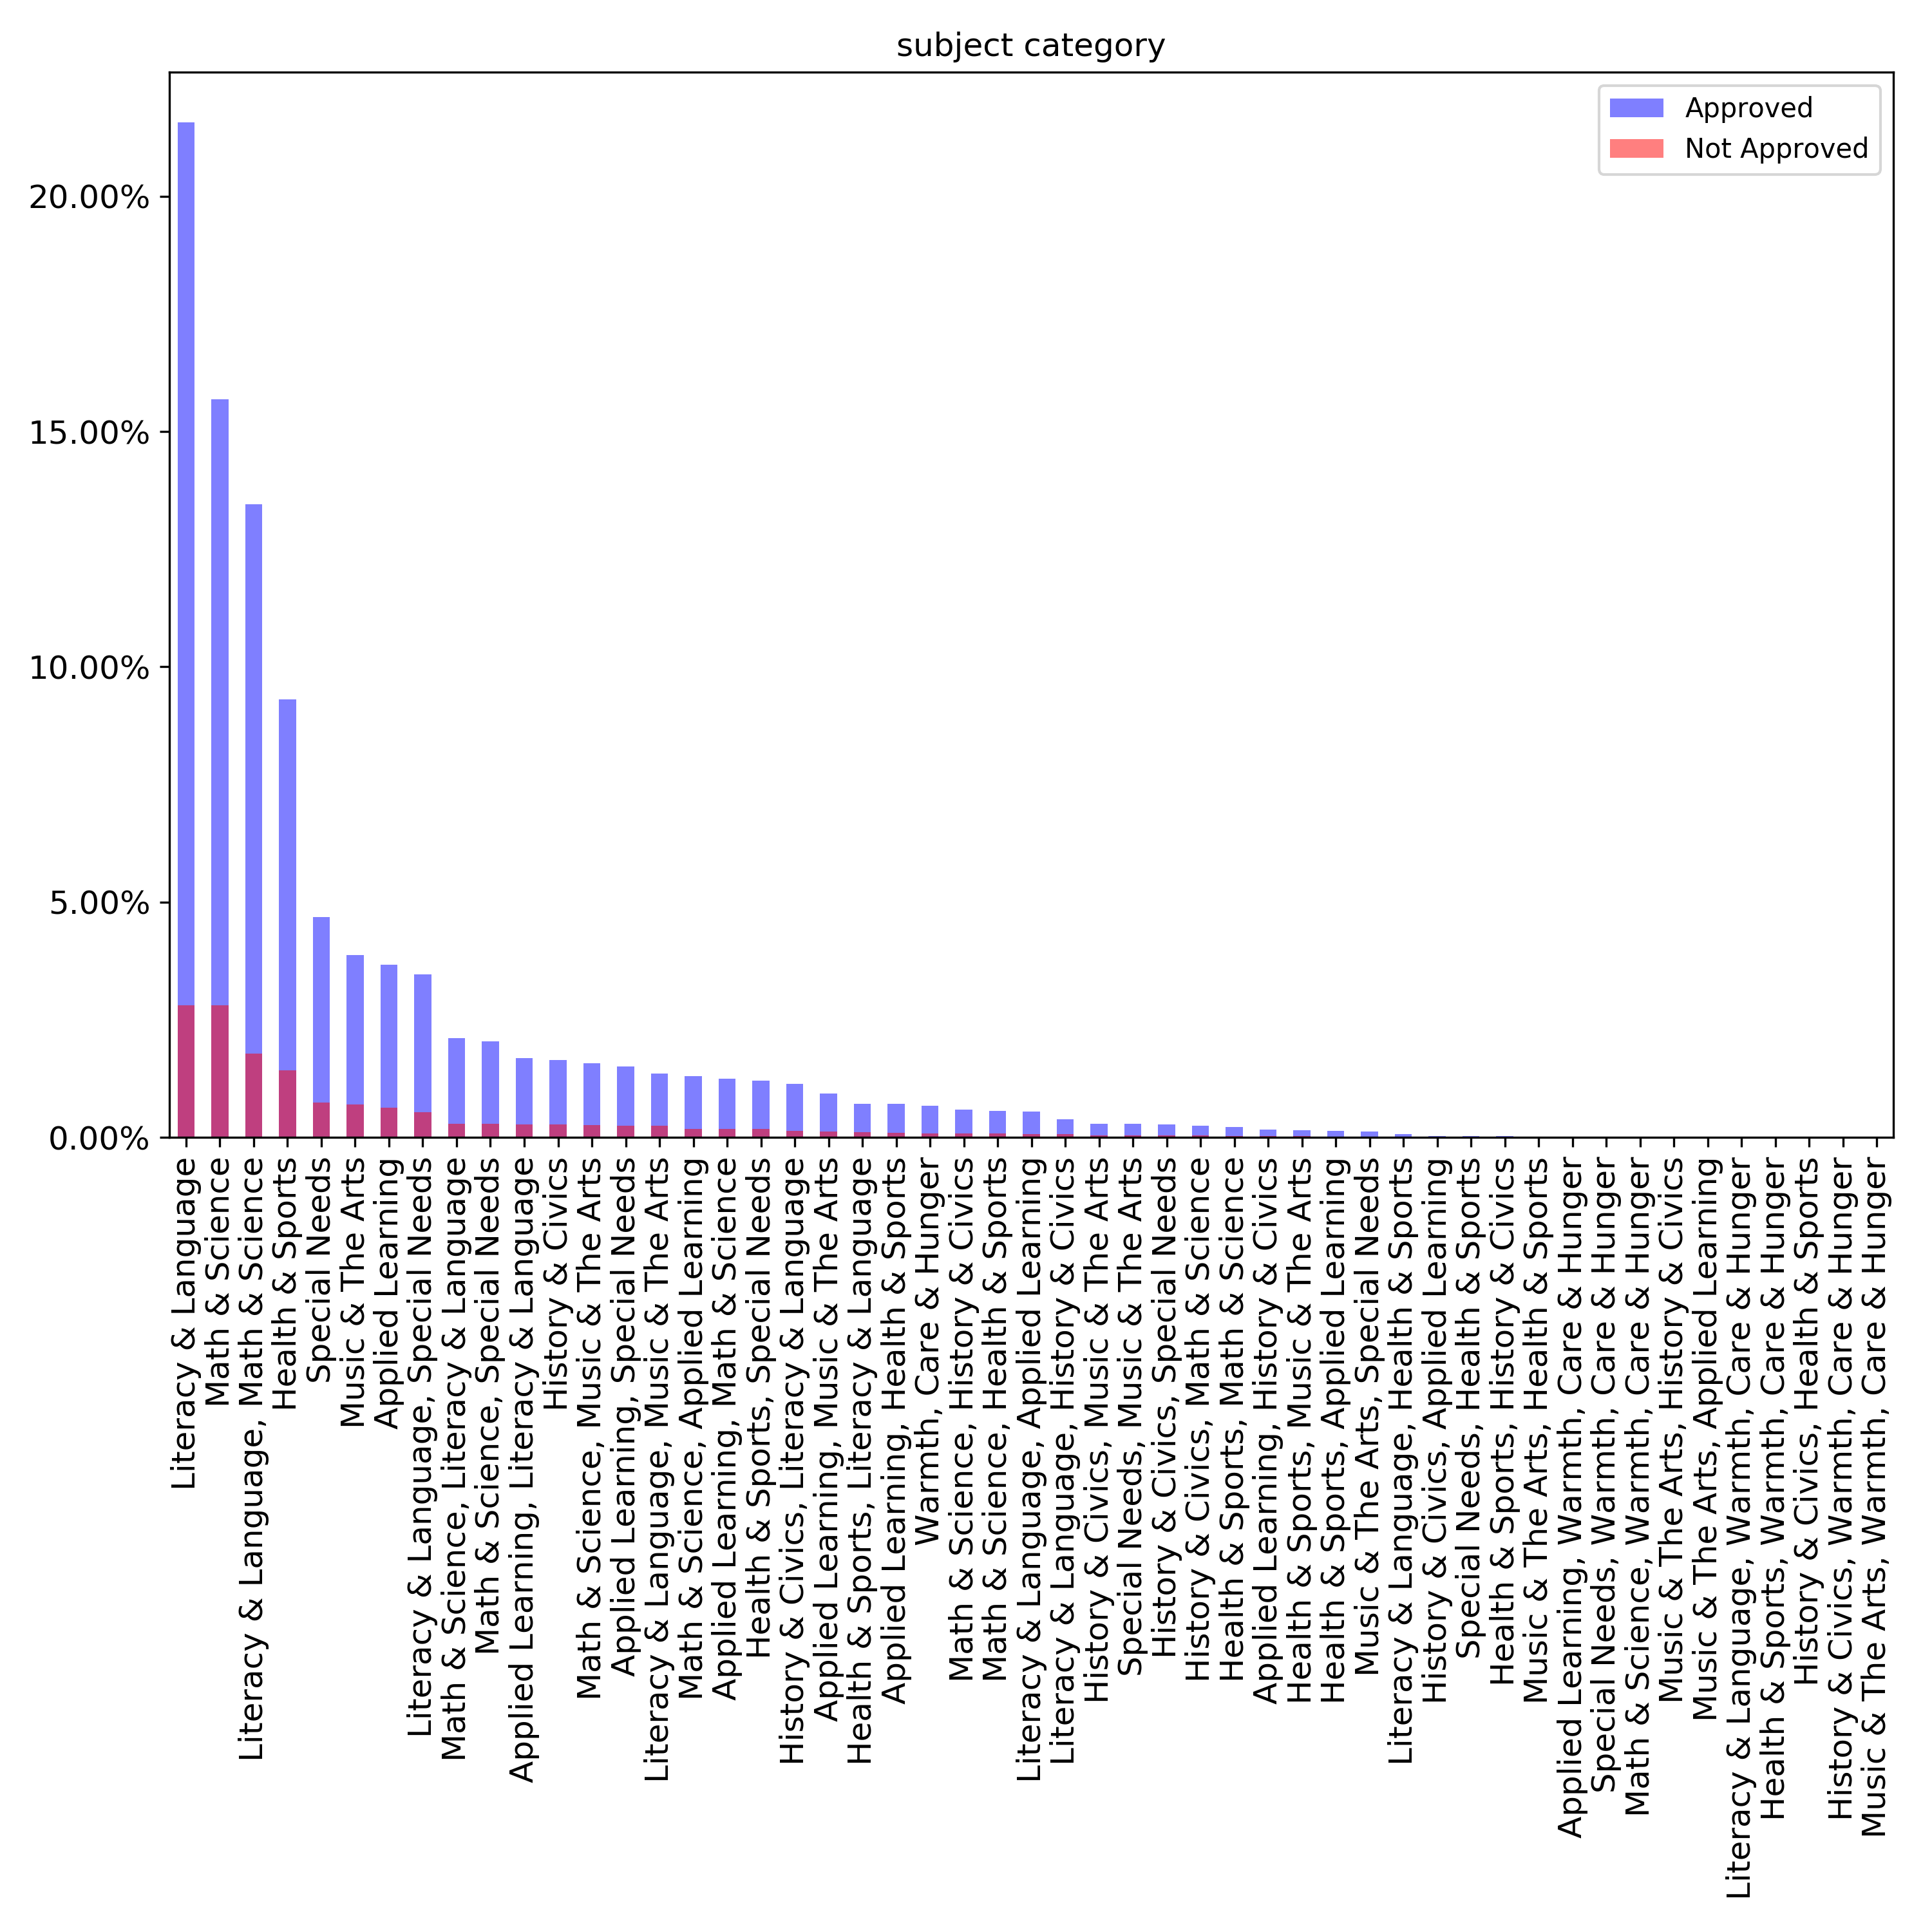 subject category
Approved
Not Approved
20.00%
15.00%
10.00%
5.00%
0.00%
Literacy & Language
Math & Science
Literacy & Language, Math & Science
Health & Sports
Special Needs
Music & The Arts
Applied Learning
Literacy & Language, Special Needs
Math & Science, Literacy & Language
Math & Science, Special Needs
Applied Learning, Literacy & Language
History & Civics
Math & Science, Music & The Arts
Applied Learning, Special Needs
Literacy & Language, Music & The Arts
Math & Science, Applied Learning
Applied Learning, Math & Science
Health & Sports, Special Needs
History & Civics, Literacy & Language
Applied Learning, Music & The Arts
Health & Sports, Literacy & Language
Applied Learning, Health & Sports
Warmth, Care & Hunger
Math & Science, History & Civics
Math & Science, Health & Sports
Literacy & Language, Applied Learning
Literacy & Language, History & Civics
History & Civics, Music & The Arts
Special Needs, Music & The Arts
History & Civics, Special Needs
History & Civics, Math & Science
Health & Sports, Math & Science
Applied Learning, History & Civics
Health & Sports, Music & The Arts
Health & Sports, Applied Learning
Music & The Arts, Special Needs
Literacy & Language, Health & Sports
History & Civics, Applied Learning
Special Needs, Health & Sports
Health & Sports, History & Civics
Music & The Arts, Health & Sports
Applied Learning, Warmth, Care & Hunger
Special Needs, Warmth, Care & Hunger
Math & Science, Warmth, Care & Hunger
Music & The Arts, History & Civics
Music & The Arts, Applied Learning
Literacy & Language, Warmth, Care & Hunger
Health & Sports, Warmth, Care & Hunger
History & Civics, Health & Sports
History & Civics, Warmth, Care & Hunger
Music & The Arts, Warmth, Care & Hunger